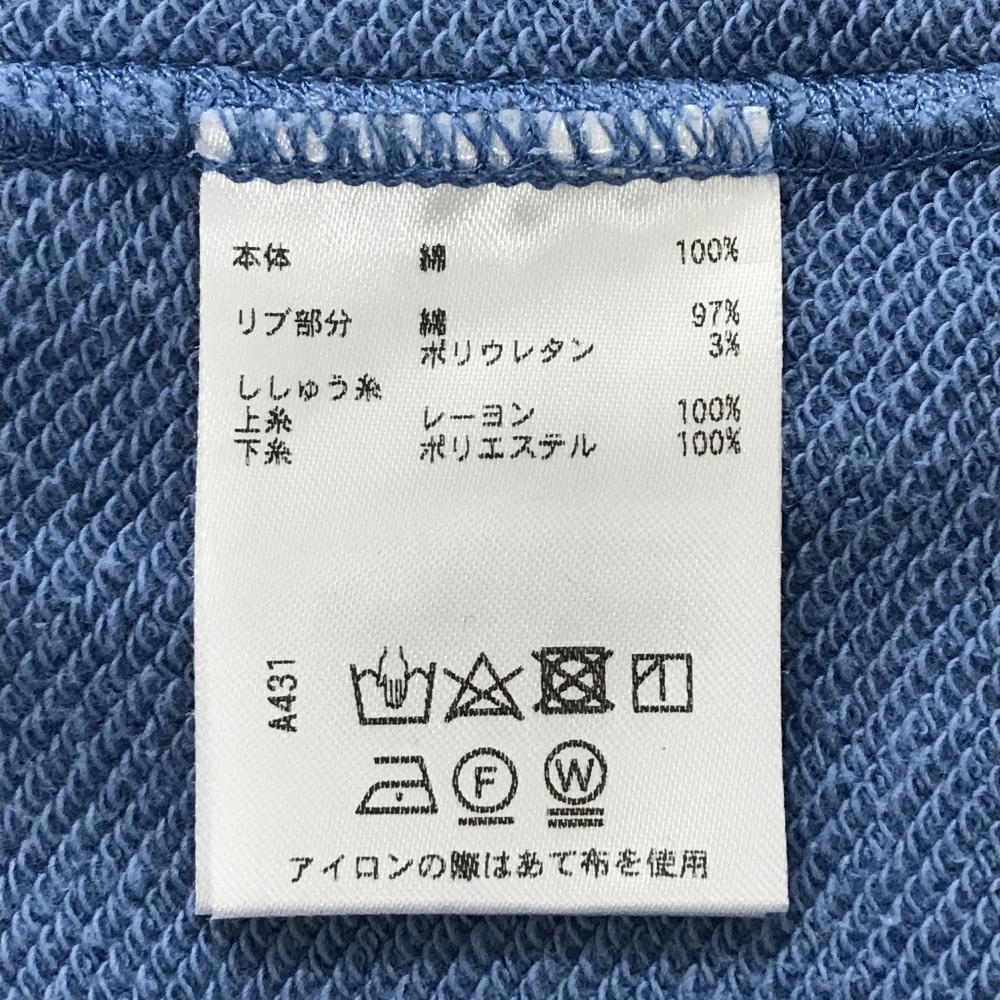 本体 綿 100%
リブ部分 綿 97%
ポリウレタン 3%
ししゅう糸
上糸 レーヨン 100%
下糸 ポリエステル 100%
A431
F W
アイロンの際はあて布を使用